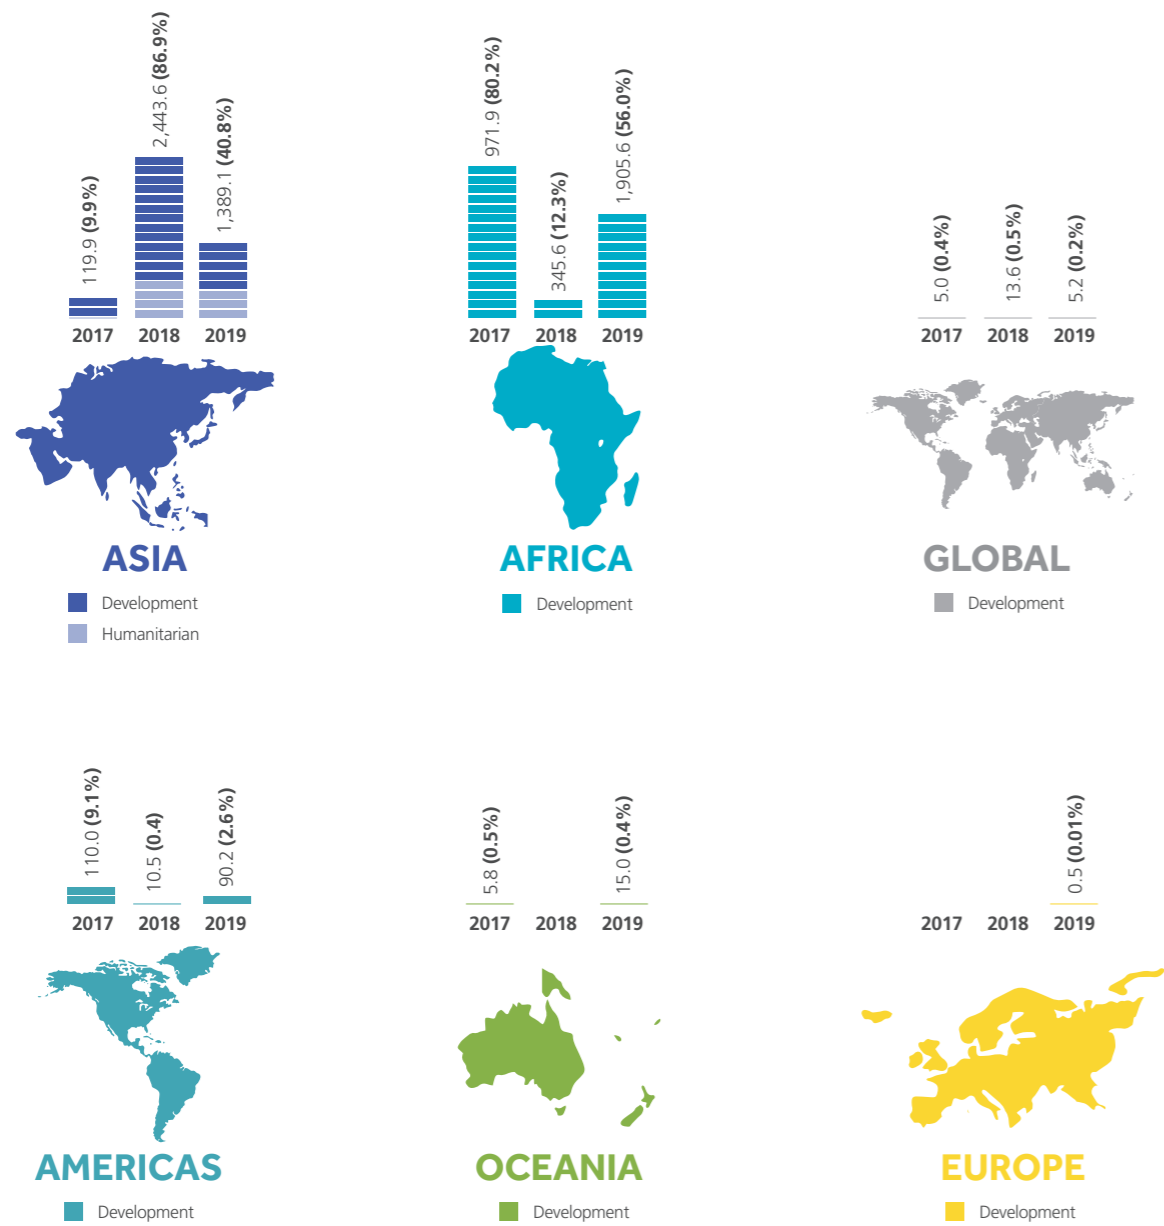 119.9 (9.9%)
2,443.6 (86.9%)
1,389.1 (40.8%)
2017 2018 2019
ASIA
Development
Humanitarian
971.9 (80.2%)
345.6 (12.3%)
1,905.6 (56.0%)
2017 2018 2019
AFRICA
Development
5.0 (0.4%)
13.6 (0.5%)
5.2 (0.2%)
2017 2018 2019
GLOBAL
Development
110.0 (9.1%)
10.5 (0.4)
90.2 (2.6%)
2017 2018 2019
AMERICAS
Development
5.8 (0.5%)
15.0 (0.4%)
2017 2018 2019
OCEANIA
Development
0.5 (0.01%)
2017 2018 2019
EUROPE
Development